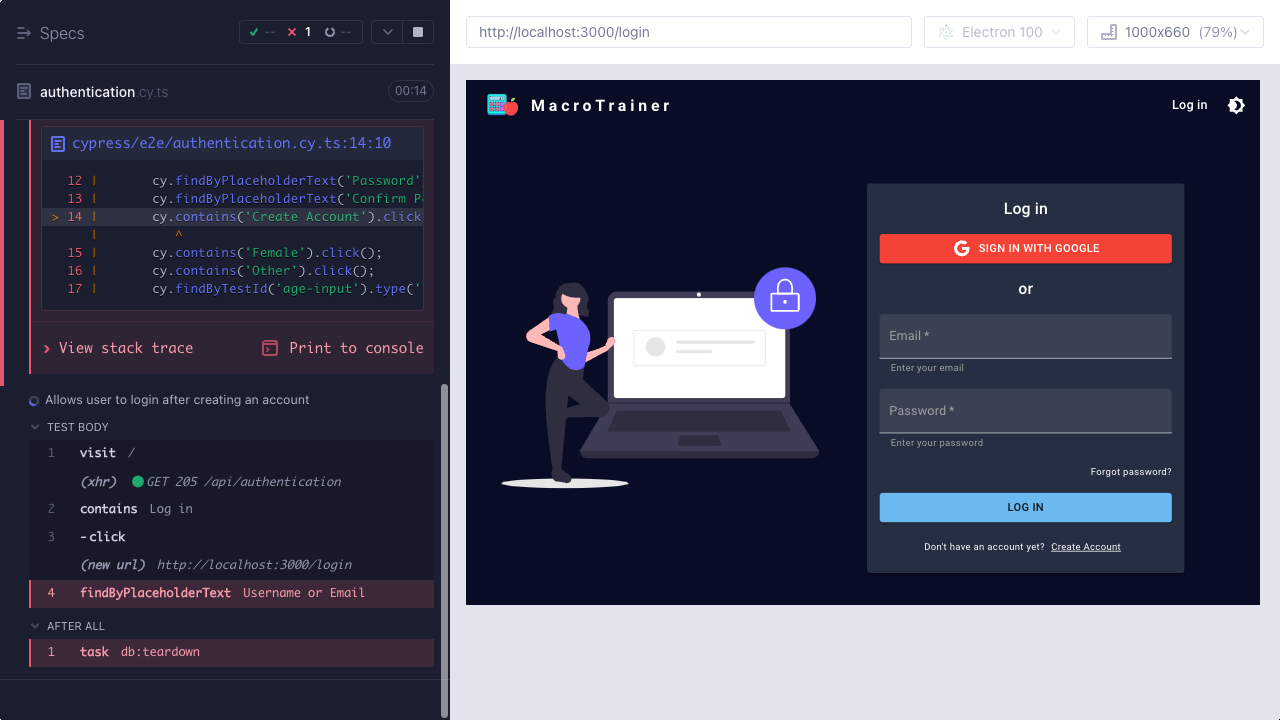 Specs
-- 1 --
authentication.cy.ts 00:14
cypress/e2e/authentication.cy.ts:14:10
12 | cy.findByPlaceholderText('Password'
13 | cy.findByPlaceholderText('Confirm P
> 14 | cy.contains('Create Account').click
| ^
15 | cy.contains('Female').click();
16 | cy.contains('Other').click();
17 | cy.findByTestId('age-input').type('
View stack trace
Print to console
Allows user to login after creating an account
TEST BODY
1 visit /
(xhr) GET 205 /api/authentication
2 contains Log in
3 -click
(new url) http://localhost:3000/login
4 findByPlaceholderText Username or Email
AFTER ALL
1 task db:teardown
http://localhost:3000/login
Electron 100
1000x660 (79%)
MacroTrainer
Log in
Log in
G SIGN IN WITH GOOGLE
or
Email *
Enter your email
Password *
Enter your password
Forgot password?
LOG IN
Don't have an account yet? Create Account